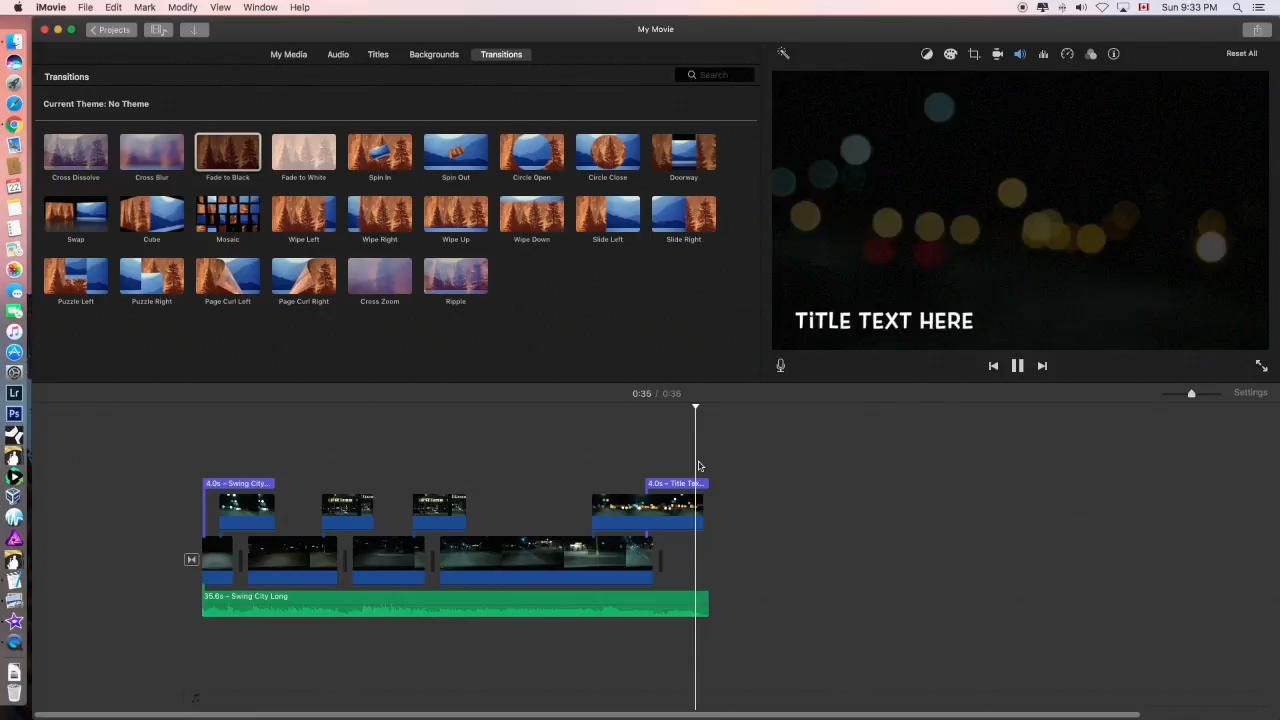 iMovie File Edit Mark Modify View Window Help Sun 9:33 PM
Projects My Movie
My Media Audio Titles Backgrounds Transitions Reset All
Transitions Search
Current Theme: No Theme
Cross Dissolve Cross Blur Fade to Black Fade to White Spin In Spin Out Circle Open Circle Close Doorway
Swap Cube Mosaic Wipe Left Wipe Right Wipe Up Wipe Down Slide Left Slide Right
Puzzle Left Puzzle Right Page Curl Left Page Curl Right Cross Zoom Ripple
TiTLE TEXT HERE
0:35 / 0:36 Settings
22
Lr
Ps
4.0s – Swing City... 4.0s – Title Tex...
35.6s – Swing City Long